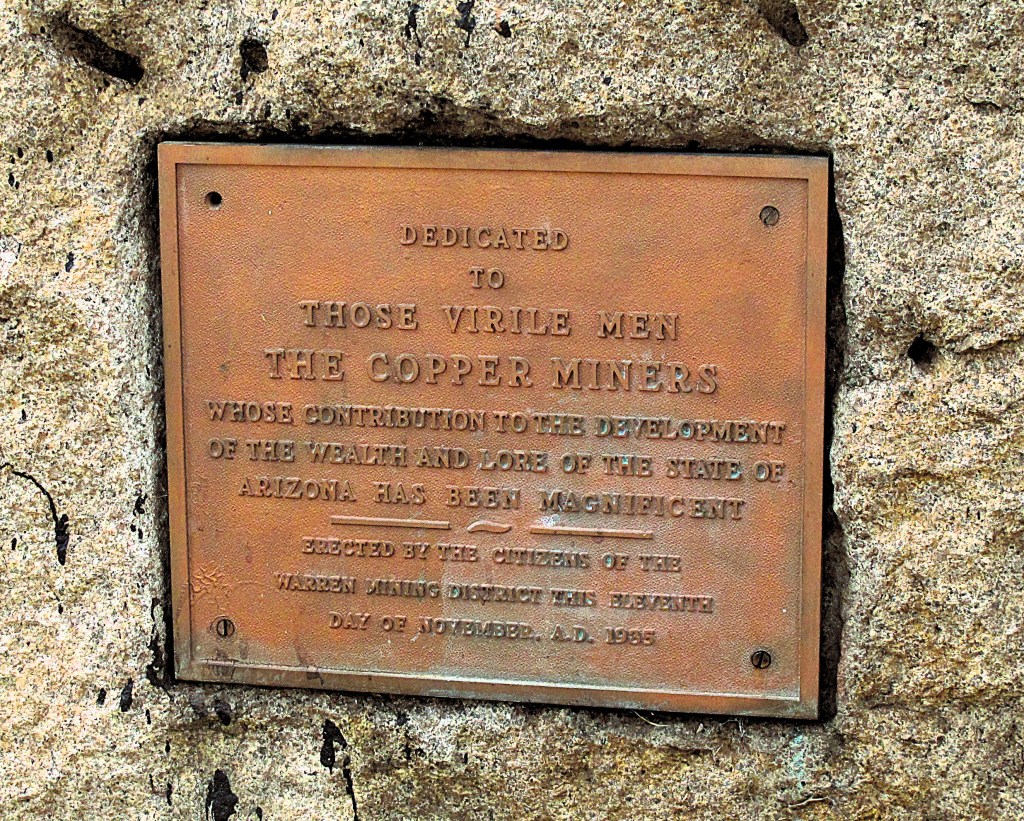 DEDICATED
TO
THOSE VIRILE MEN
THE COPPER MINERS
WHOSE CONTRIBUTION TO THE DEVELOPMENT
OF THE WEALTH AND LORE OF THE STATE OF
ARIZONA HAS BEEN MAGNIFICENT
ERECTED BY THE CITIZENS OF THE
WARREN MINING DISTRICT THIS ELEVENTH
DAY OF NOVEMBER, A.D. 1935